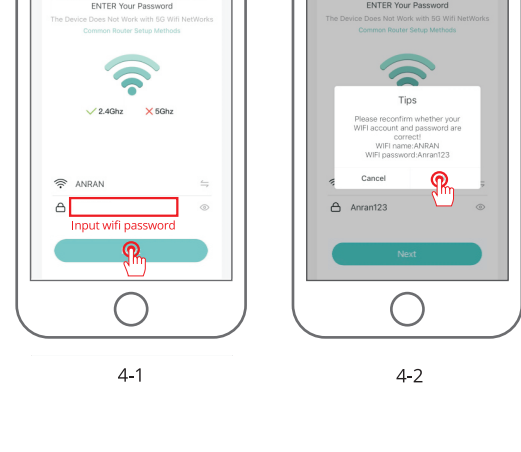 ENTER Your Password
The Device Does Not Work with 5G Wifi NetWorks
Common Router Setup Methods
2.4Ghz
5Ghz
ANRAN
Input wifi password
4-1
ENTER Your Password
The Device Does Not Work with 5G Wifi NetWorks
Common Router Setup Methods
Tips
Please reconfirm whether your
WIFI account and password are
correct!
WIFI name:ANRAN
WIFI password:Anran123
Cancel
Anran123
Next
4-2